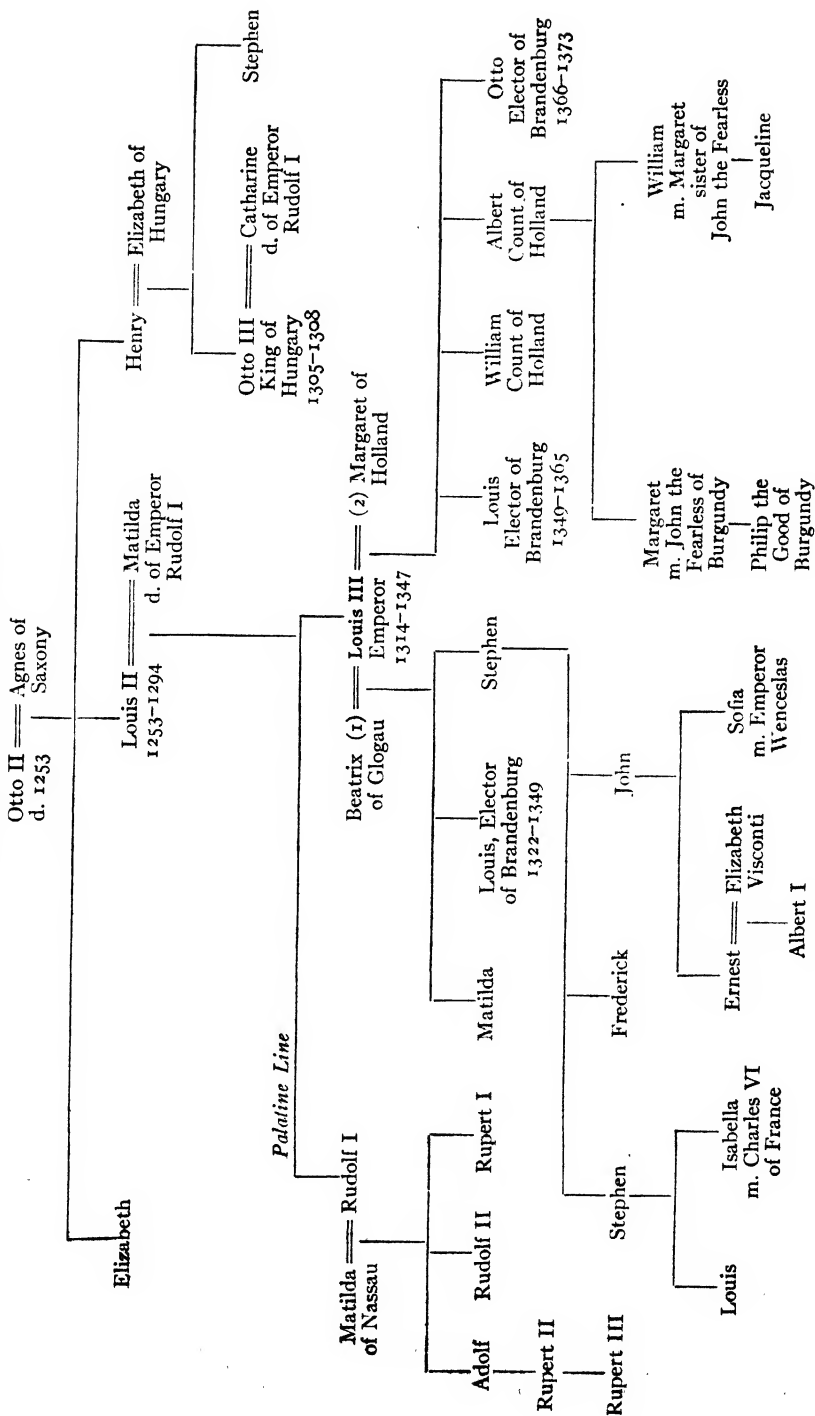 Otto II = Agnes of
d. 1253 Saxony
Elizabeth
Louis II = Matilda
1253–1294 d. of Emperor
Rudolf I
Henry = Elizabeth of
Hungary
Otto III = Catharine
King of d. of Emperor
Hungary Rudolf I
1305–1308
Stephen
Palatine Line
Matilda = Rudolf I
of Nassau
Beatrix (1) = Louis III = (2) Margaret of
of Glogau Emperor Holland
1314–1347
Adolf
Rudolf II
Rupert I
Rupert II
Rupert III
Matilda
Louis, Elector
of Brandenburg
1322–1349
Stephen
Louis
Elector of
Brandenburg
1349–1365
William
Count of
Holland
Albert
Count of
Holland
Otto
Elector of
Brandenburg
1366–1373
Stephen
Frederick
John
Margaret
m. John the
Fearless of
Burgundy
Philip the
Good of
Burgundy
William
m. Margaret
sister of
John the Fearless
Jacqueline
Louis
Isabella
m. Charles VI
of France
Ernest = Elizabeth
Visconti
Albert I
Sofia
m. Emperor
Wenceslas